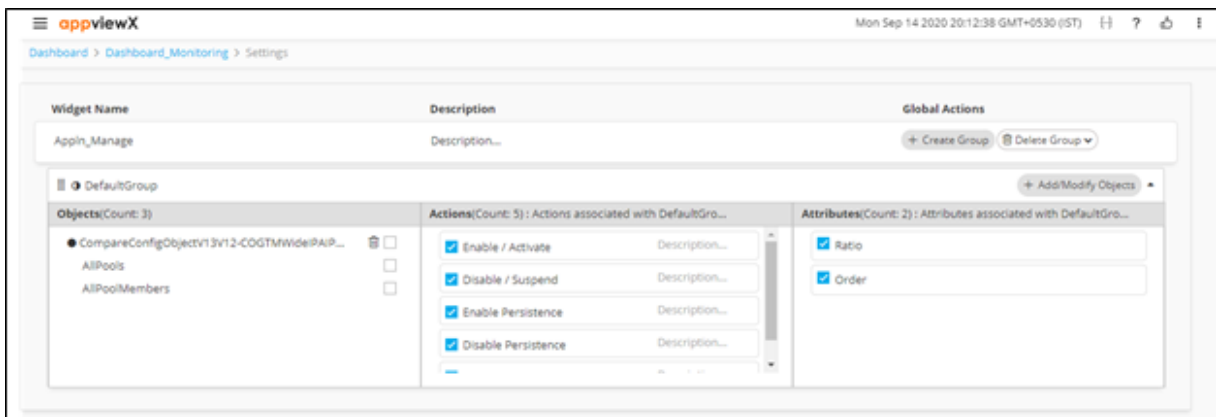 appviewX
Mon Sep 14 2020 20:12:38 GMT+0530 (IST) ?
Dashboard > Dashboard_Monitoring > Settings
Widget Name Description Global Actions
AppIn_Manage Description... + Create Group Delete Group
DefaultGroup + Add/Modify Objects
Objects(Count: 3) Actions(Count: 5) : Actions associated with DefaultGro... Attributes(Count: 2) : Attributes associated with DefaultGro...
CompareConfigObjectV13V12-COGTMWideIPAIP... Enable / Activate Description... Ratio
AllPools Disable / Suspend Description... Order
AllPoolMembers Enable Persistence Description...
Disable Persistence Description...